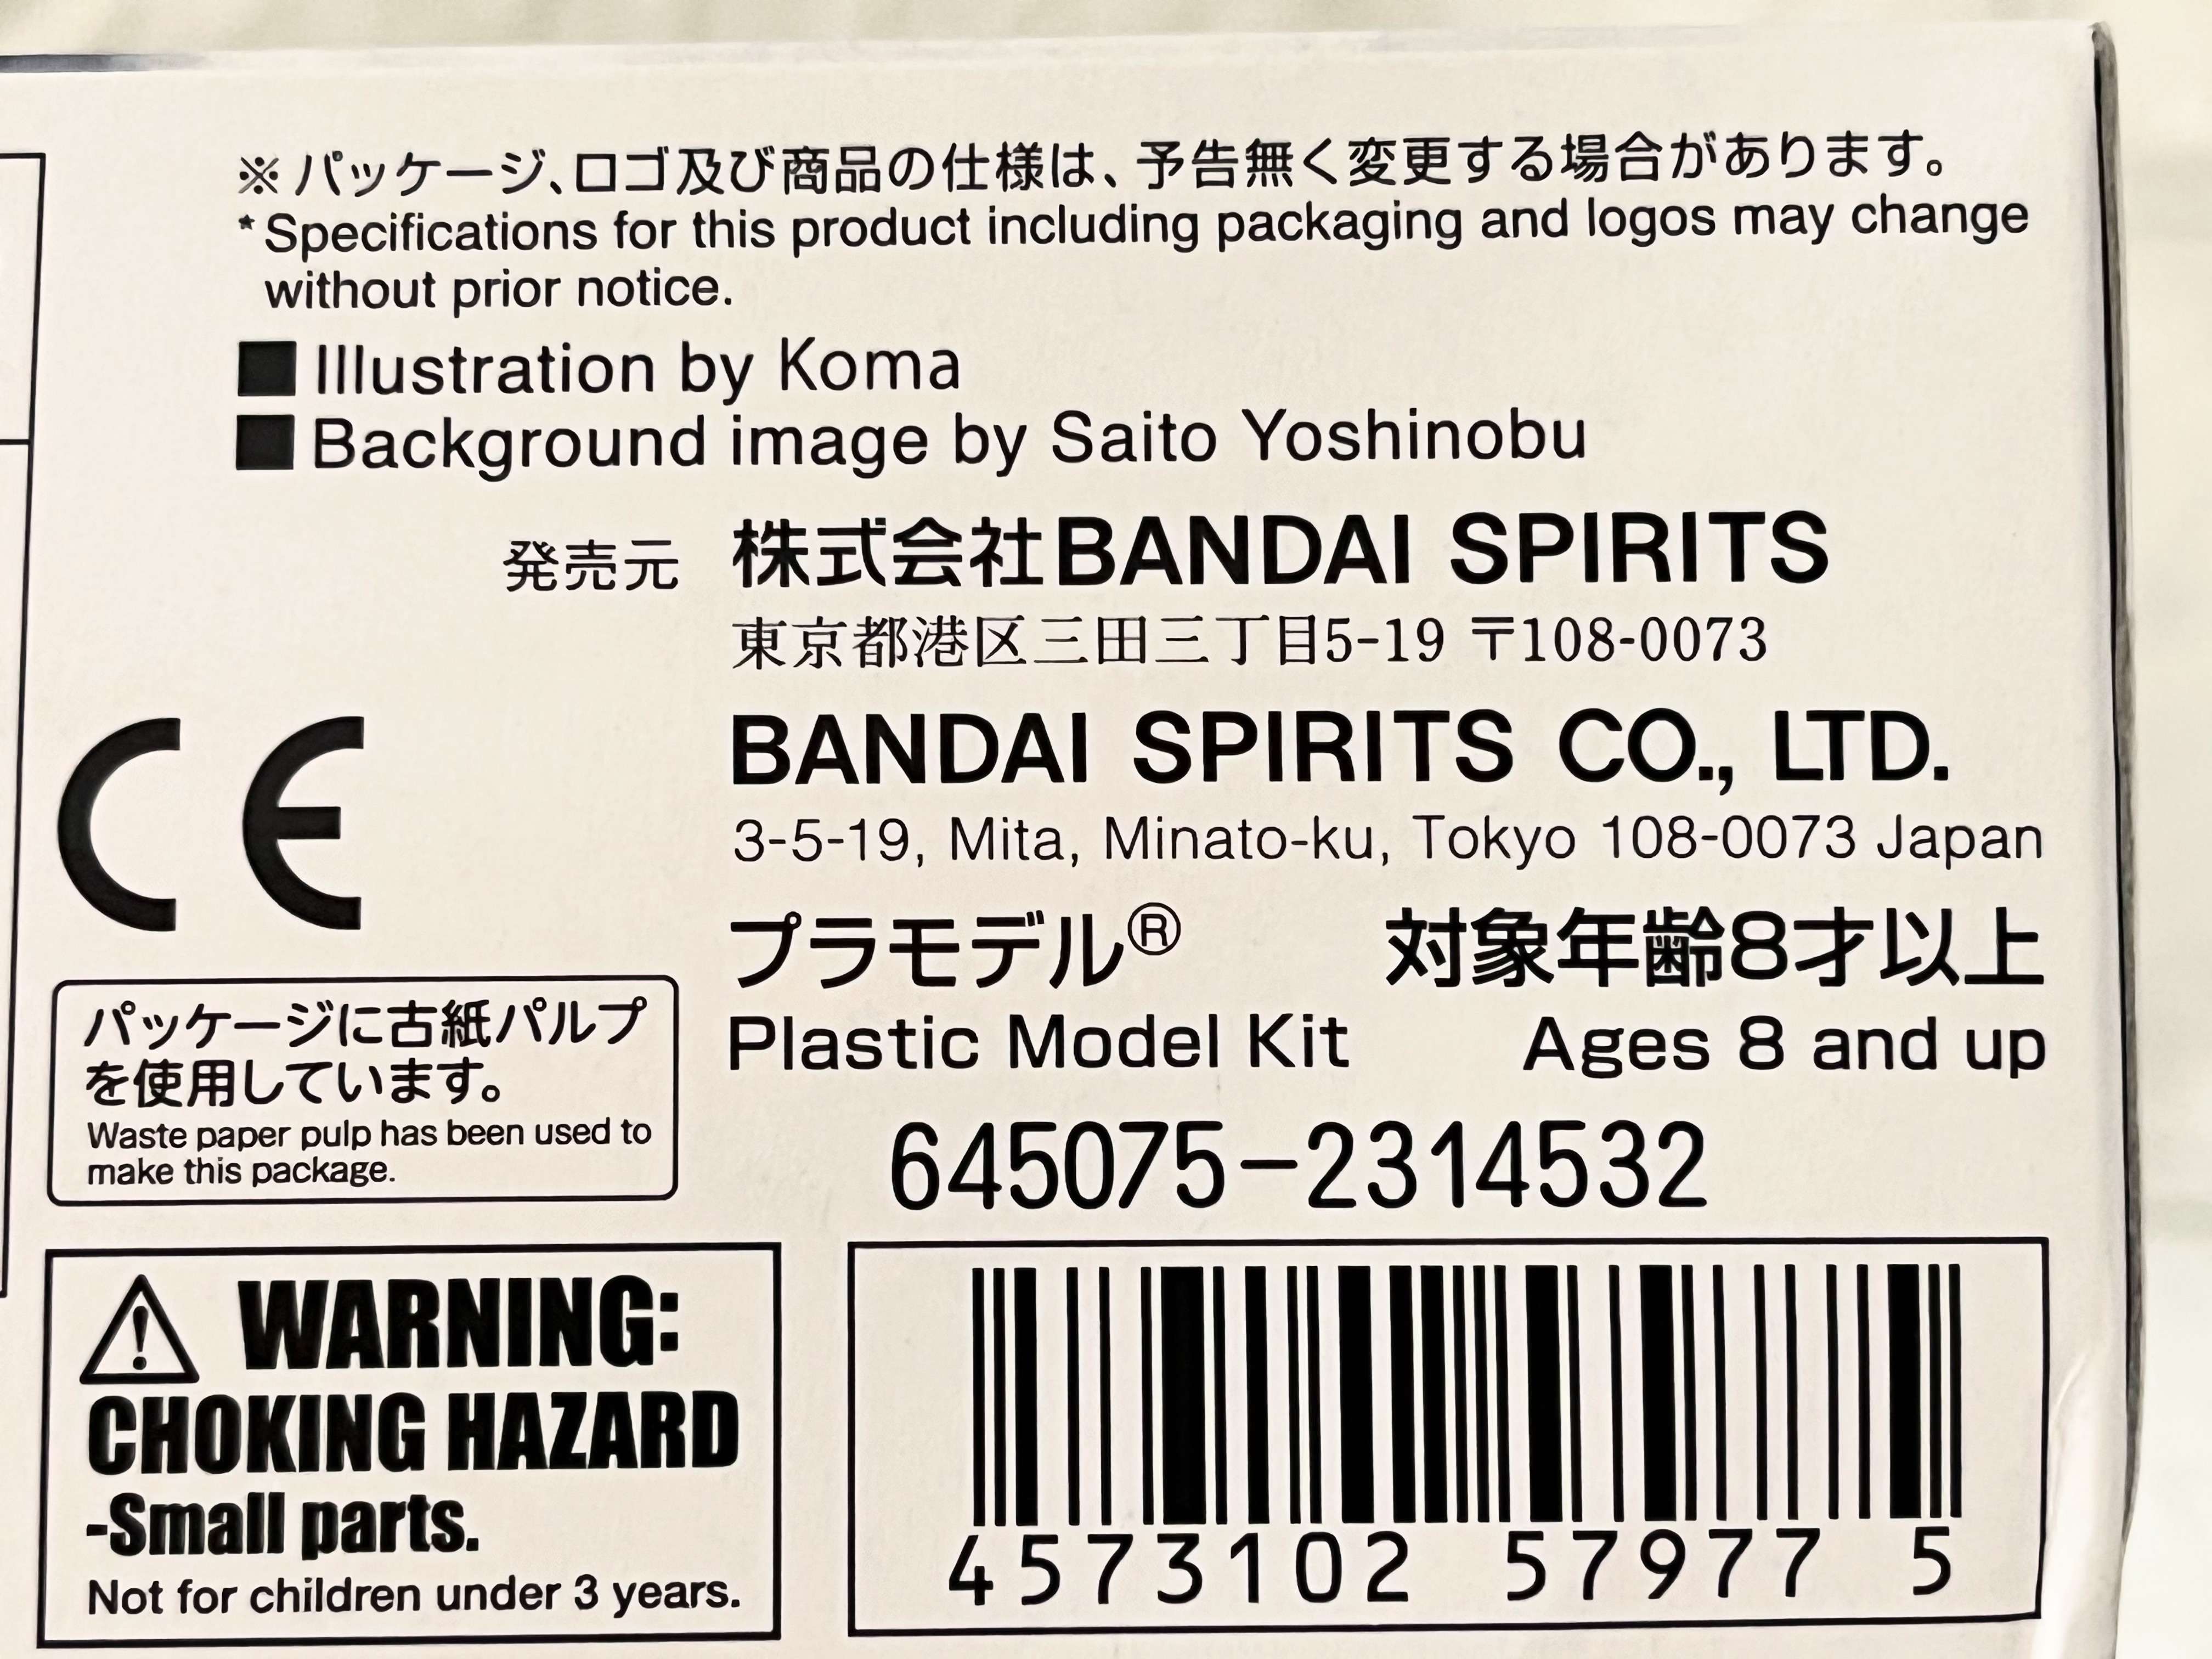 ※パッケージ、ロゴ及び商品の仕様は、予告無く変更する場合があります。
*Specifications for this product including packaging and logos may change
without prior notice.
■Illustration by Koma
■Background image by Saito Yoshinobu
発売元 株式会社BANDAI SPIRITS
東京都港区三田三丁目5-19 〒108-0073
BANDAI SPIRITS CO., LTD.
3-5-19, Mita, Minato-ku, Tokyo 108-0073 Japan
CE
プラモデル® 対象年齢8才以上
Plastic Model Kit Ages 8 and up
パッケージに古紙パルプ
を使用しています。
Waste paper pulp has been used to
make this package.
645075-2314532
WARNING:
CHOKING HAZARD
-Small parts.
Not for children under 3 years.
4573102 57977 5